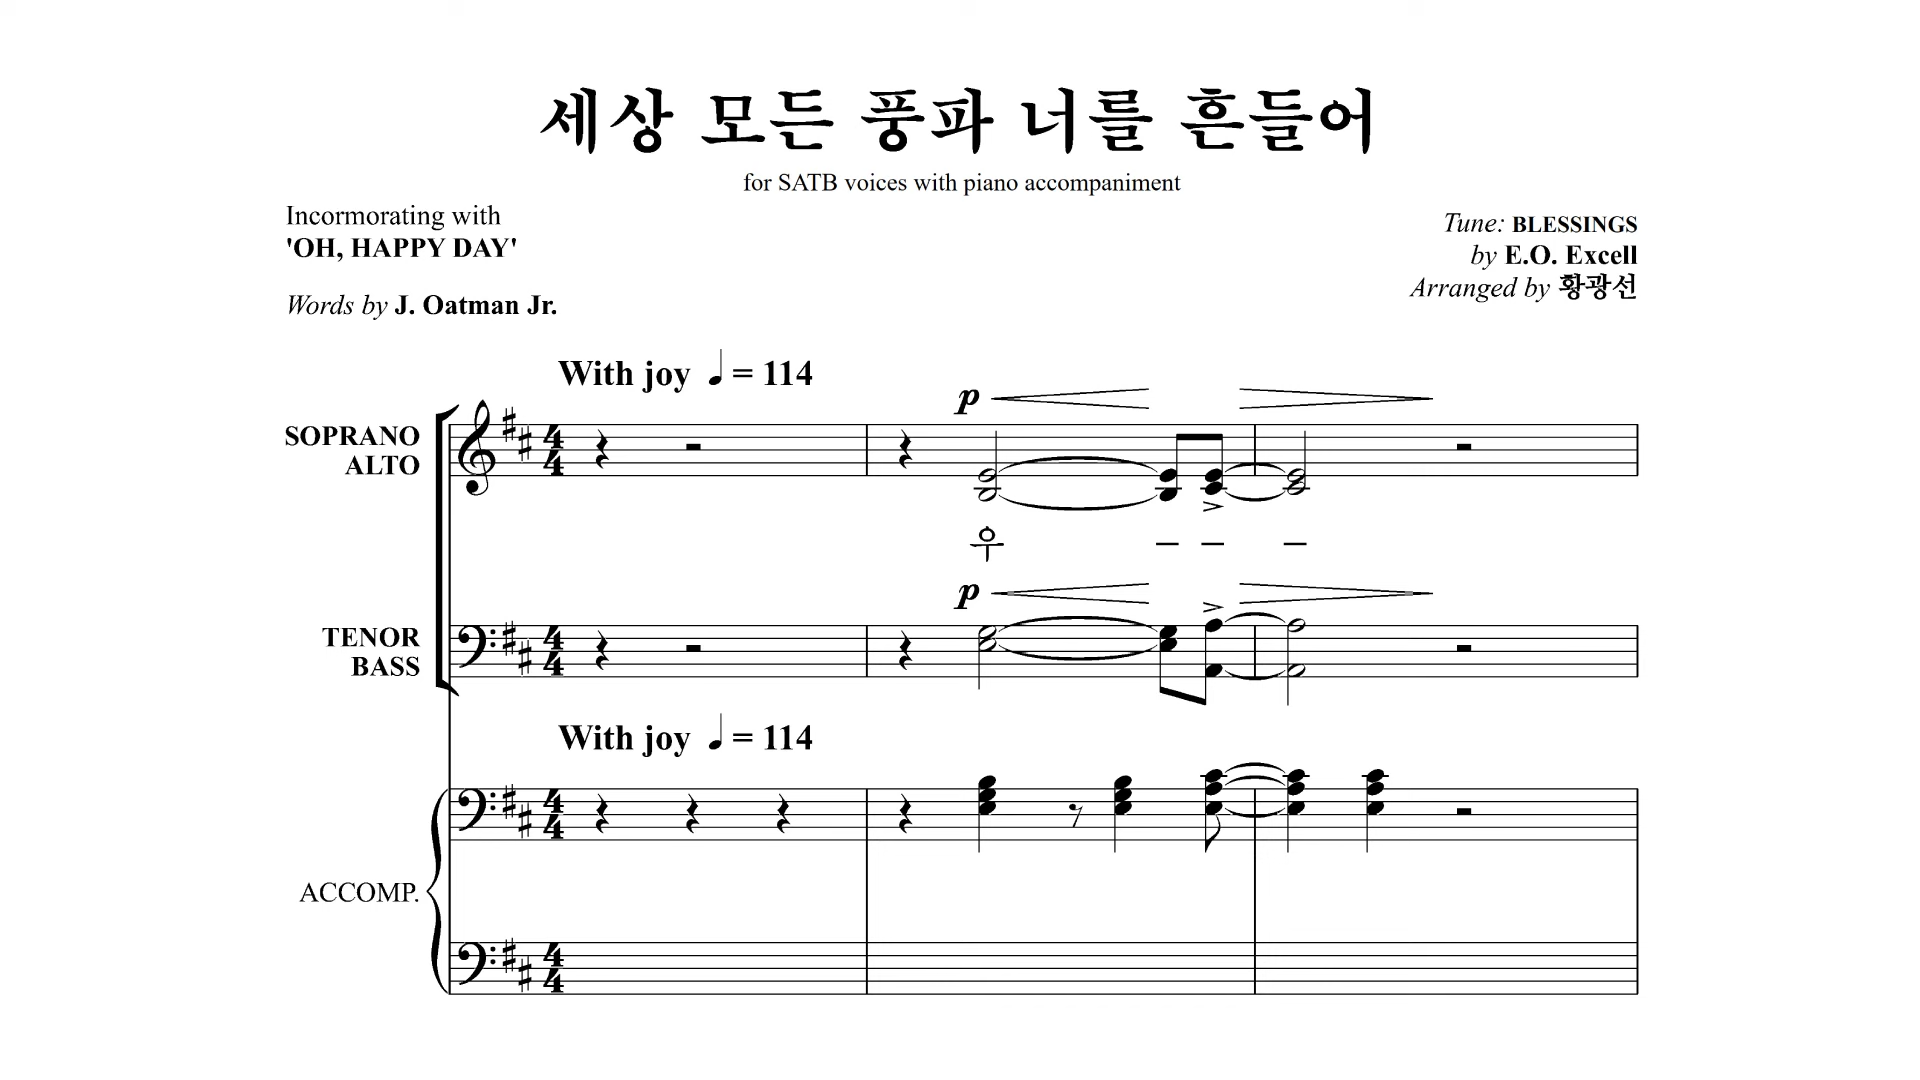 세상 모든 풍파 너를 흔들어
for SATB voices with piano accompaniment
Incormorating with
'OH, HAPPY DAY'
Words by J. Oatman Jr.
Tune: BLESSINGS
by E.O. Excell
Arranged by 황광선
With joy ♩ = 114
SOPRANO
ALTO
p
우 – – –
p
TENOR
BASS
With joy ♩ = 114
ACCOMP.